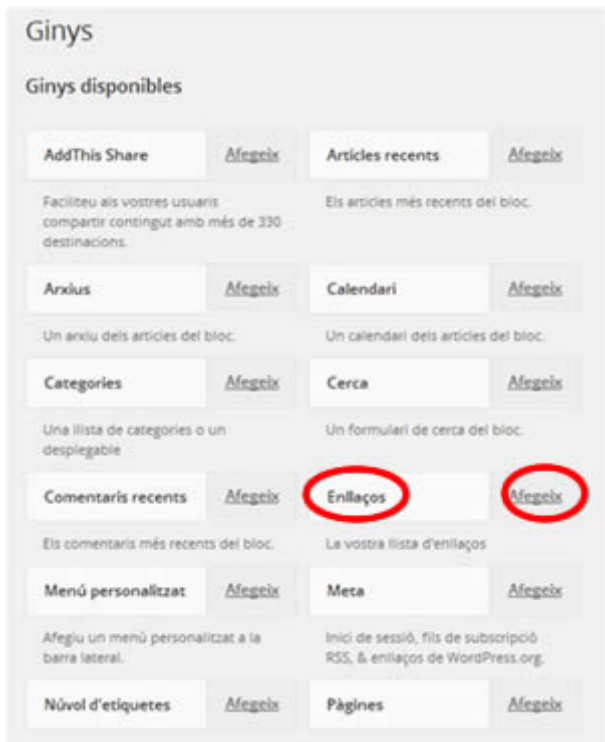 Ginys
Ginys disponibles
AddThis Share Afegeix Articles recents Afegeix
Faciliteu als vostres usuaris Els articles més recents del bloc.
compartir contingut amb més de 330
destinacions.
Arxius Afegeix Calendari Afegeix
Un arxiu dels articles del bloc. Un calendari dels articles del bloc.
Categories Afegeix Cerca Afegeix
Una llista de categories o un Un formulari de cerca del bloc.
desplegable
Comentaris recents Afegeix Enllaços Afegeix
Els comentaris més recents del bloc. La vostra llista d'enllaços
Menú personalitzat Afegeix Meta Afegeix
Afegiu un menú personalitzat a la Inici de sessió, fils de subscripció
barra lateral. RSS, & enllaços de WordPress.org.
Núvol d'etiquetes Afegeix Pàgines Afegeix